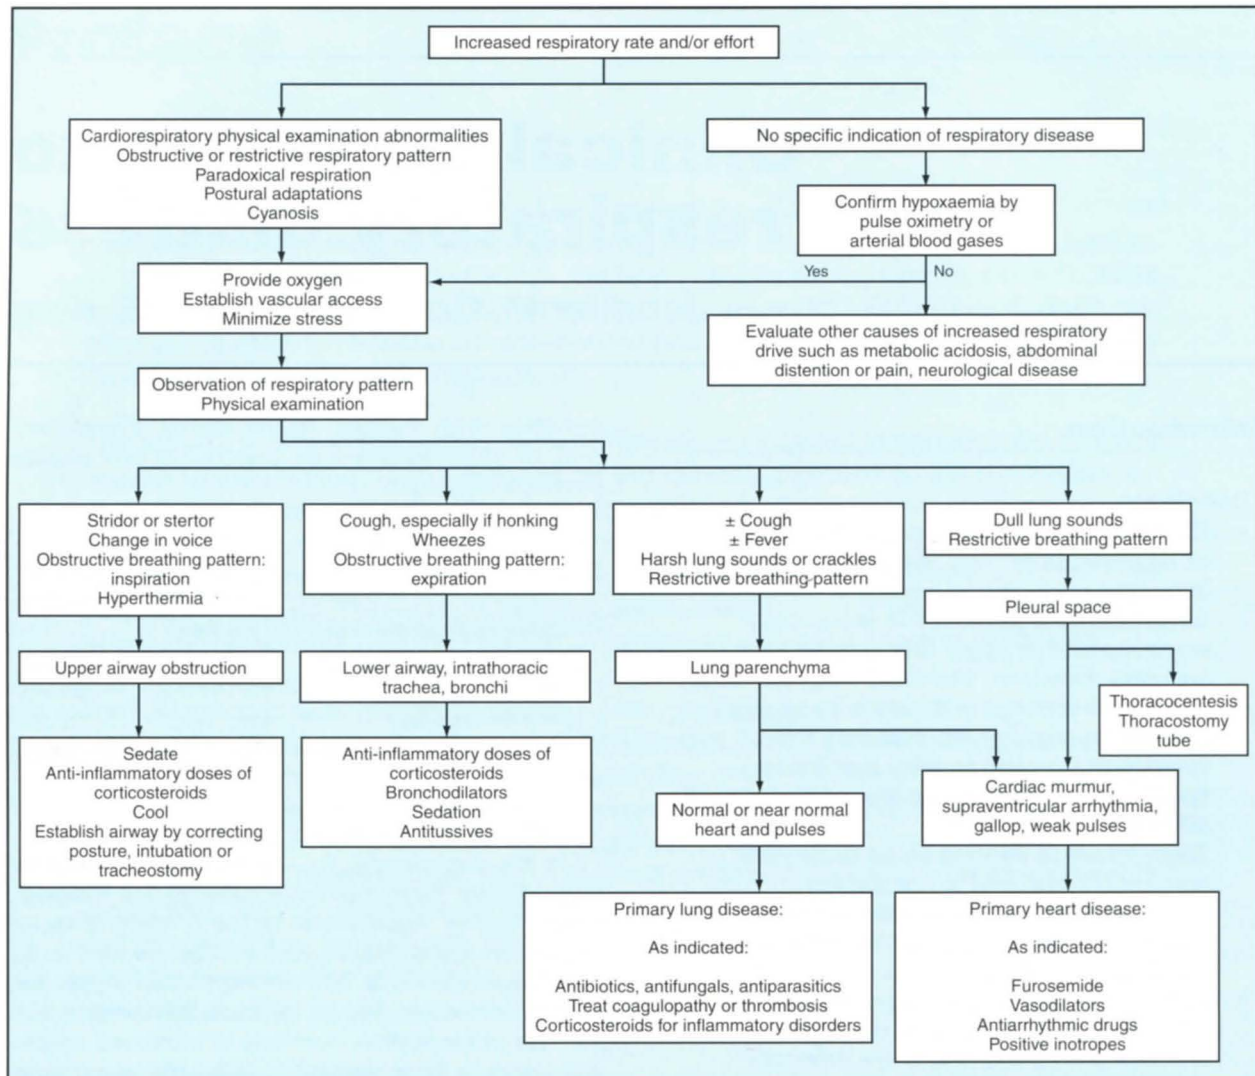 Increased respiratory rate and/or effort
Cardiorespiratory physical examination abnormalities
Obstructive or restrictive respiratory pattern
Paradoxical respiration
Postural adaptations
Cyanosis
No specific indication of respiratory disease
Confirm hypoxaemia by
pulse oximetry or
arterial blood gases
Yes
No
Provide oxygen
Establish vascular access
Minimize stress
Evaluate other causes of increased respiratory
drive such as metabolic acidosis, abdominal
distention or pain, neurological disease
Observation of respiratory pattern
Physical examination
Stridor or stertor
Change in voice
Obstructive breathing pattern:
inspiration
Hyperthermia
Cough, especially if honking
Wheezes
Obstructive breathing pattern:
expiration
± Cough
± Fever
Harsh lung sounds or crackles
Restrictive breathing pattern
Dull lung sounds
Restrictive breathing pattern
Pleural space
Upper airway obstruction
Lower airway, intrathoracic
trachea, bronchi
Lung parenchyma
Thoracocentesis
Thoracostomy
tube
Sedate
Anti-inflammatory doses of
corticosteroids
Cool
Establish airway by correcting
posture, intubation or
tracheostomy
Anti-inflammatory doses of
corticosteroids
Bronchodilators
Sedation
Antitussives
Normal or near normal
heart and pulses
Cardiac murmur,
supraventricular arrhythmia,
gallop, weak pulses
Primary lung disease:
As indicated:
Antibiotics, antifungals, antiparasitics
Treat coagulopathy or thrombosis
Corticosteroids for inflammatory disorders
Primary heart disease:
As indicated:
Furosemide
Vasodilators
Antiarrhythmic drugs
Positive inotropes